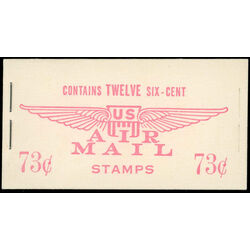 CONTAINS TWELVE SIX-CENT
US
AIR
MAIL
73¢ STAMPS 73¢